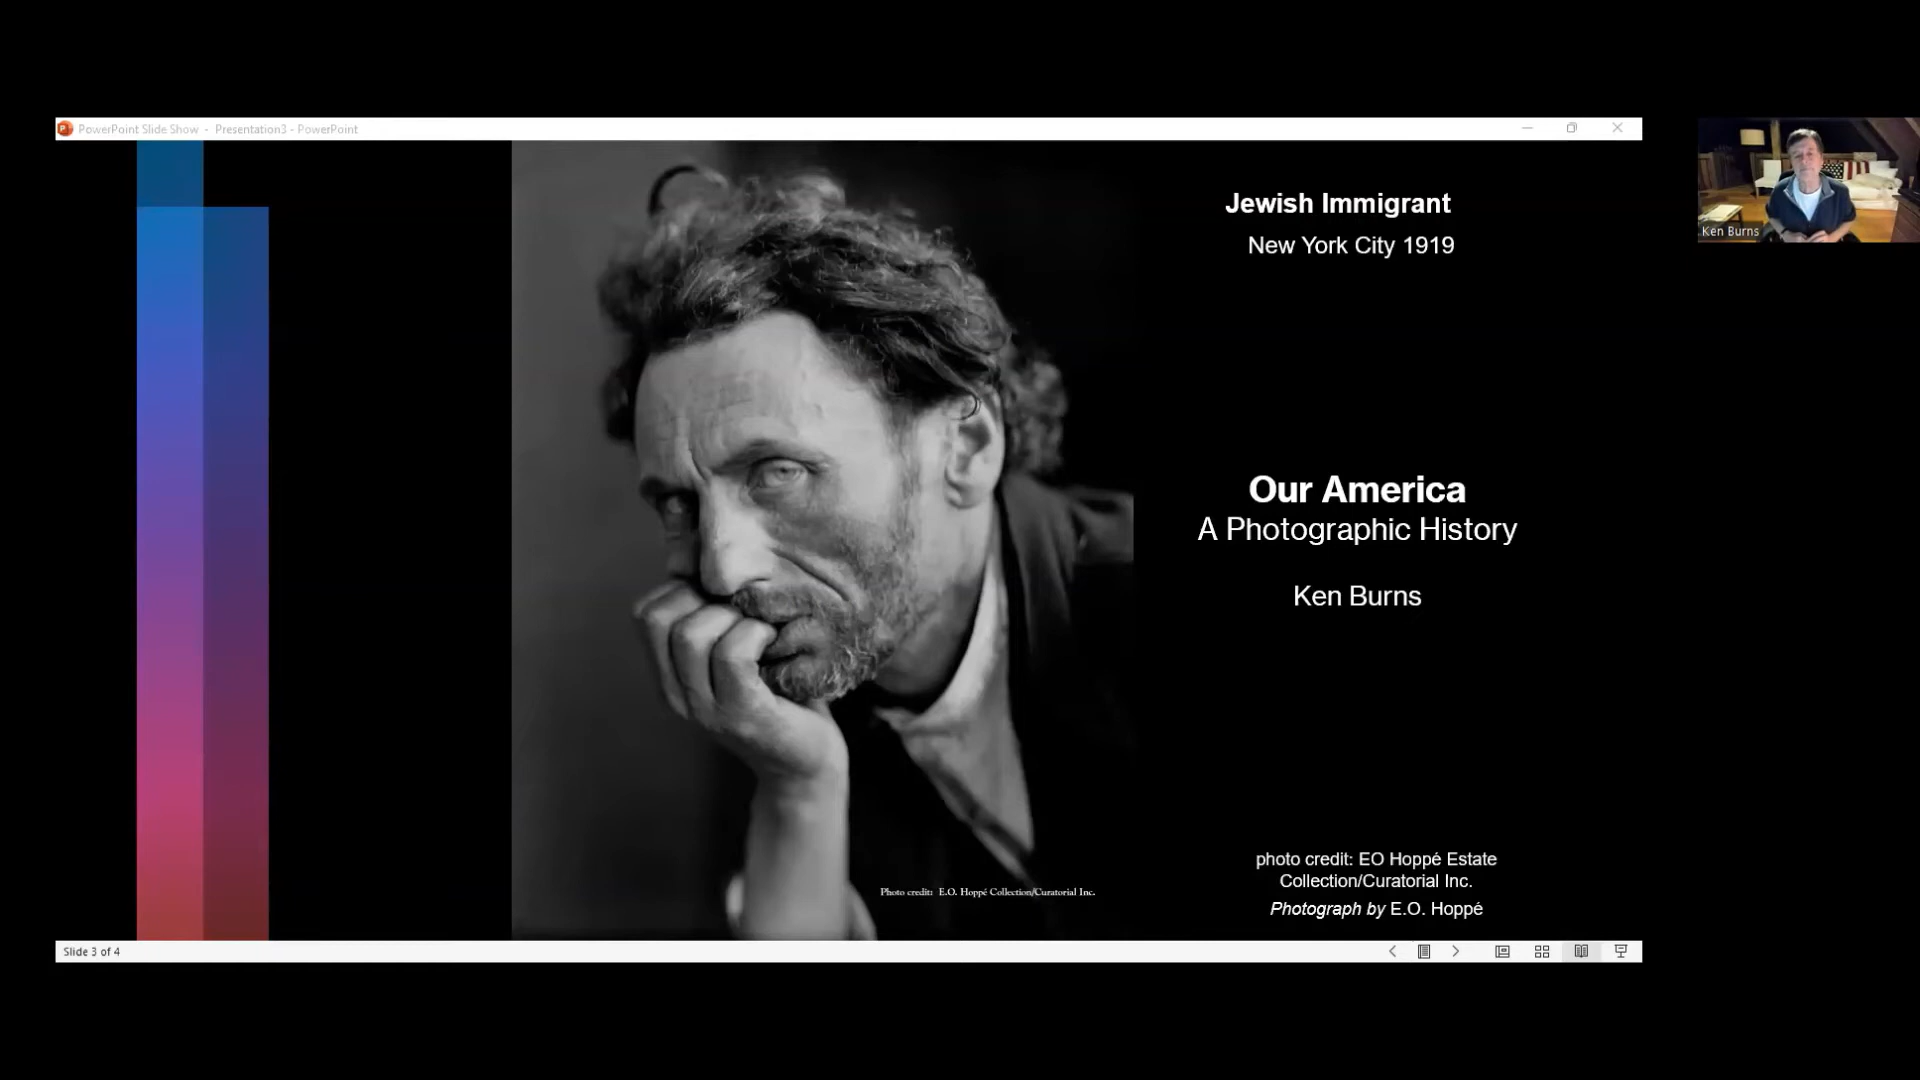 PowerPoint Slide Show - Presentation3 - PowerPoint
Jewish Immigrant
New York City 1919
Ken Burns
Our America
A Photographic History
Ken Burns
photo credit: EO Hoppé Estate
Collection/Curatorial Inc.
Photograph by E.O. Hoppé
Photo credit: E.O. Hoppé Collection/Curatorial Inc.
Slide 3 of 4